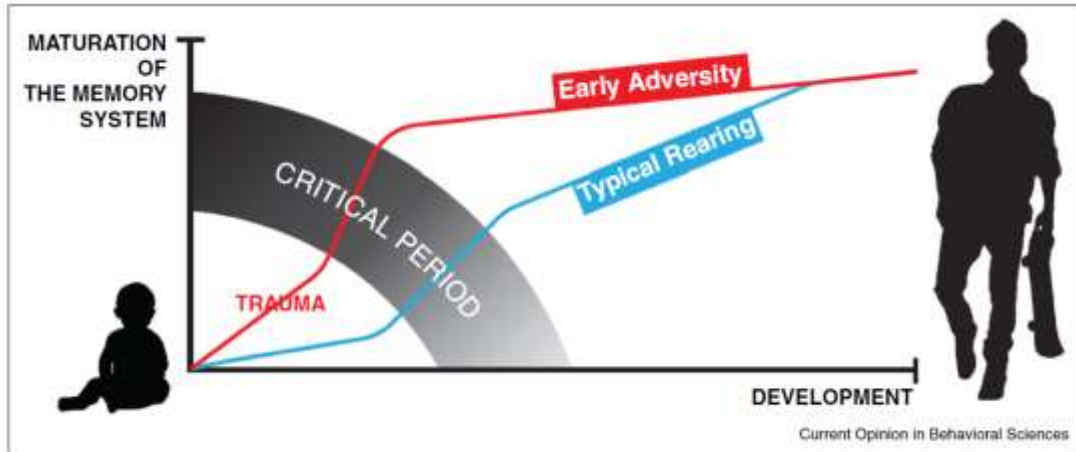 MATURATION
OF
THE MEMORY
SYSTEM
Early Adversity
Typical Rearing
CRITICAL PERIOD
TRAUMA
DEVELOPMENT
Current Opinion in Behavioral Sciences